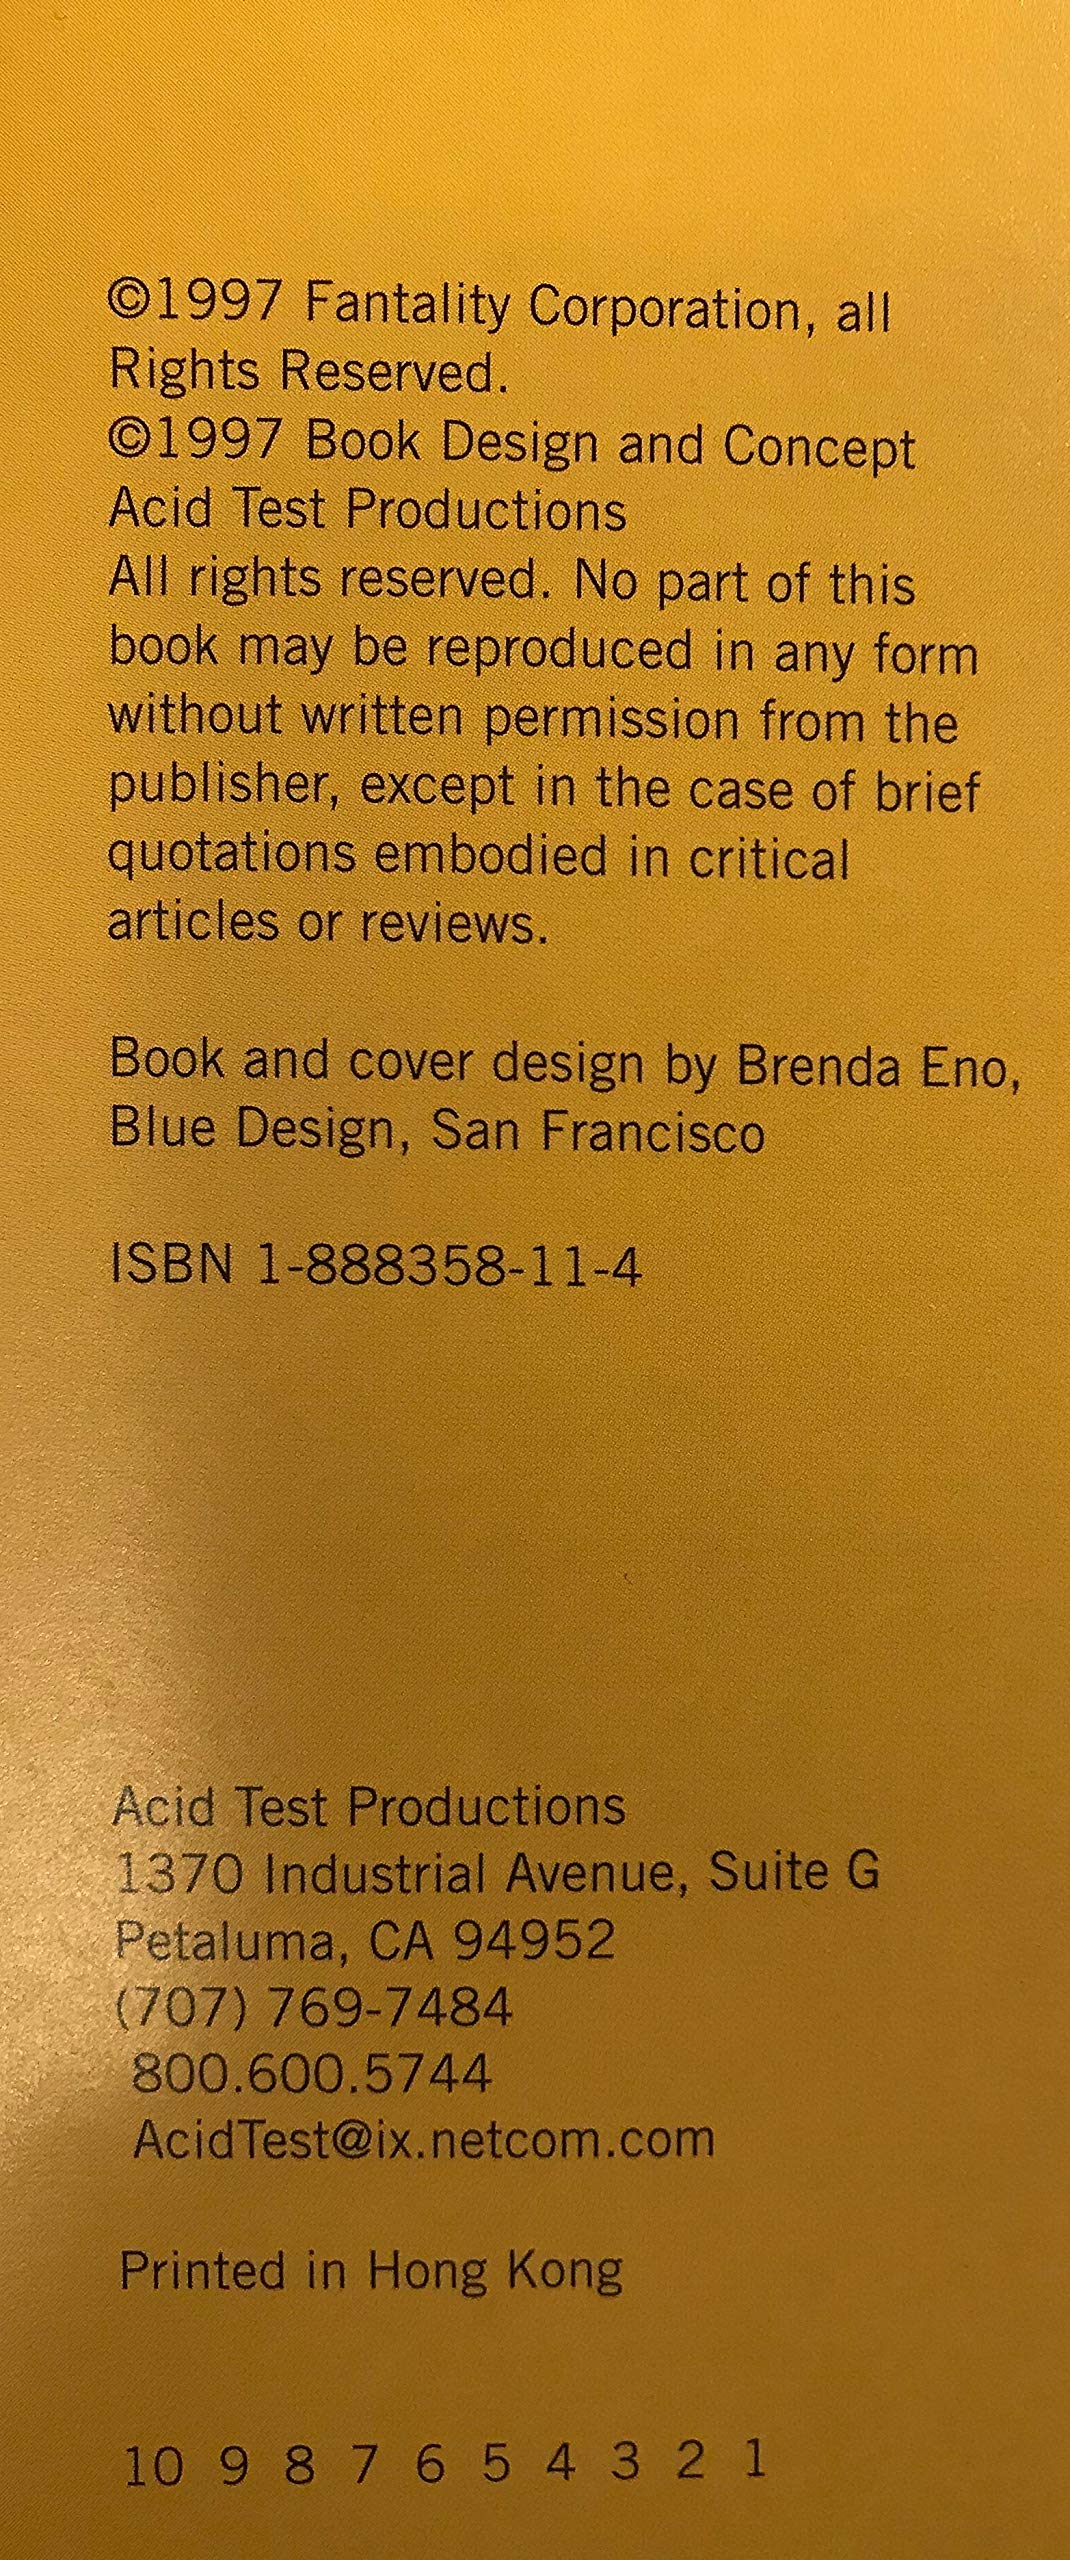 ©1997 Fantality Corporation, all
Rights Reserved.
©1997 Book Design and Concept
Acid Test Productions
All rights reserved. No part of this
book may be reproduced in any form
without written permission from the
publisher, except in the case of brief
quotations embodied in critical
articles or reviews.
Book and cover design by Brenda Eno,
Blue Design, San Francisco
ISBN 1-888358-11-4
Acid Test Productions
1370 Industrial Avenue, Suite G
Petaluma, CA 94952
(707) 769-7484
800.600.5744
AcidTest@ix.netcom.com
Printed in Hong Kong
10 9 8 7 6 5 4 3 2 1